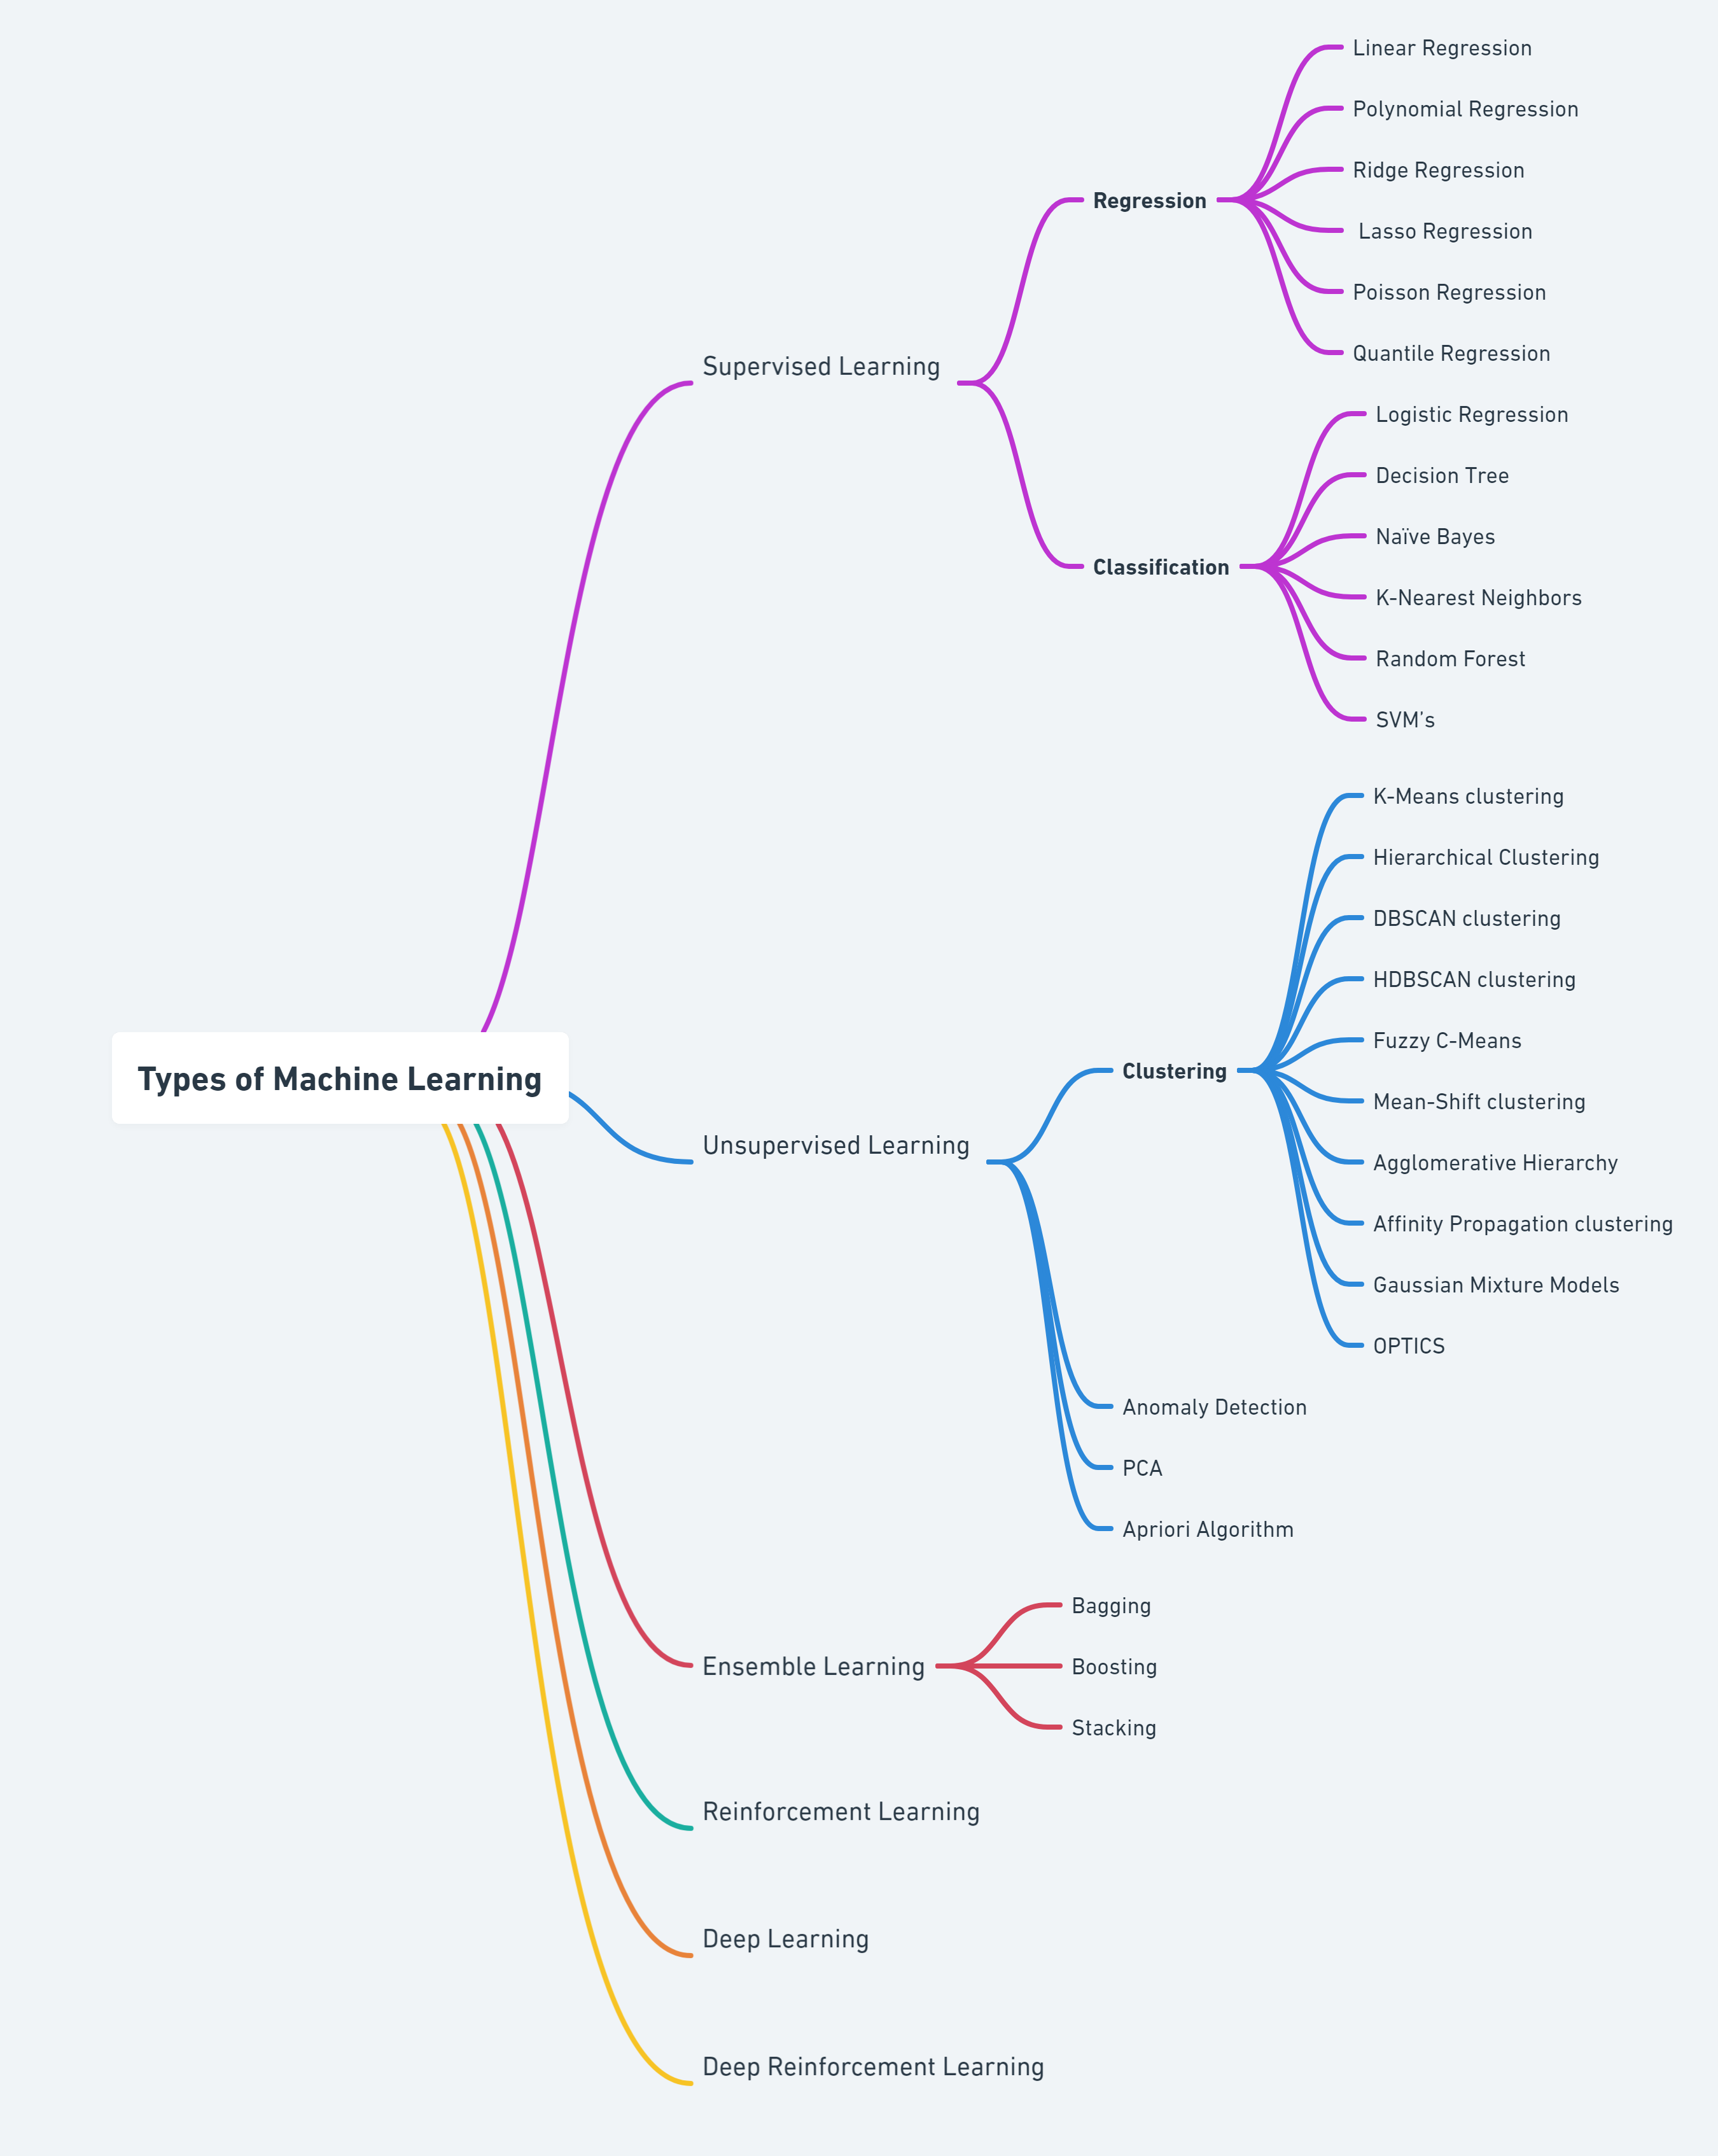 Types of Machine Learning
Supervised Learning
Regression
Linear Regression
Polynomial Regression
Ridge Regression
Lasso Regression
Poisson Regression
Quantile Regression
Classification
Logistic Regression
Decision Tree
Naïve Bayes
K-Nearest Neighbors
Random Forest
SVM's
Unsupervised Learning
Clustering
K-Means clustering
Hierarchical Clustering
DBSCAN clustering
HDBSCAN clustering
Fuzzy C-Means
Mean-Shift clustering
Agglomerative Hierarchy
Affinity Propagation clustering
Gaussian Mixture Models
OPTICS
Anomaly Detection
PCA
Apriori Algorithm
Ensemble Learning
Bagging
Boosting
Stacking
Reinforcement Learning
Deep Learning
Deep Reinforcement Learning